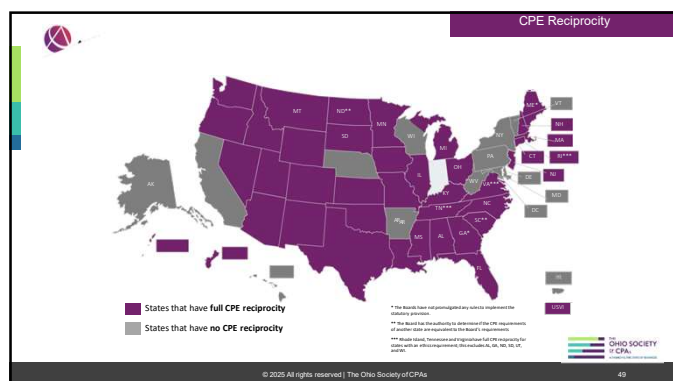 CPE Reciprocity
MT
ND**
MN
SD
WI
MI
IL
OH
KY
WV
VA***
TN***
NC
SC**
MS
AL
GA*
FL
AK
NY
PA
ME*
VT
NH
MA
CT
RI***
DE
NJ
MD
DC
USVI
States that have full CPE reciprocity
States that have no CPE reciprocity
* The Boards have not promulgated any rules to implement the
statutory provision.
** The Board has the authority to determine if the CPE requirements
of another state are equivalent to the Board's requirements
*** Rhode Island, Tennessee and Virginia have full CPE reciprocity for
states with an ethics requirement; this excludes AL, GA, ND, SD, UT,
and WI.
THE
OHIO SOCIETY
OF CPAs
© 2025 All rights reserved | The Ohio Society of CPAs
49